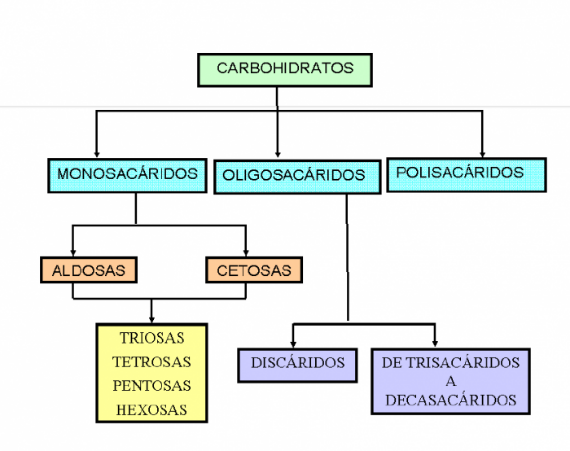 CARBOHIDRATOS
MONOSACÁRIDOS
OLIGOSACÁRIDOS
POLISACÁRIDOS
ALDOSAS
CETOSAS
TRIOSAS
TETROSAS
PENTOSAS
HEXOSAS
DISCÁRIDOS
DE TRISACÁRIDOS
A
DECASACÁRIDOS